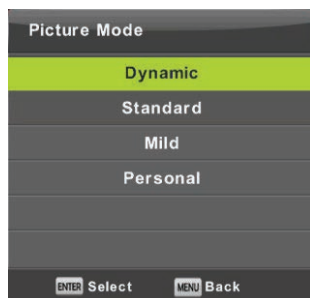 Picture Mode
Dynamic
Standard
Mild
Personal
ENTER Select MENU Back